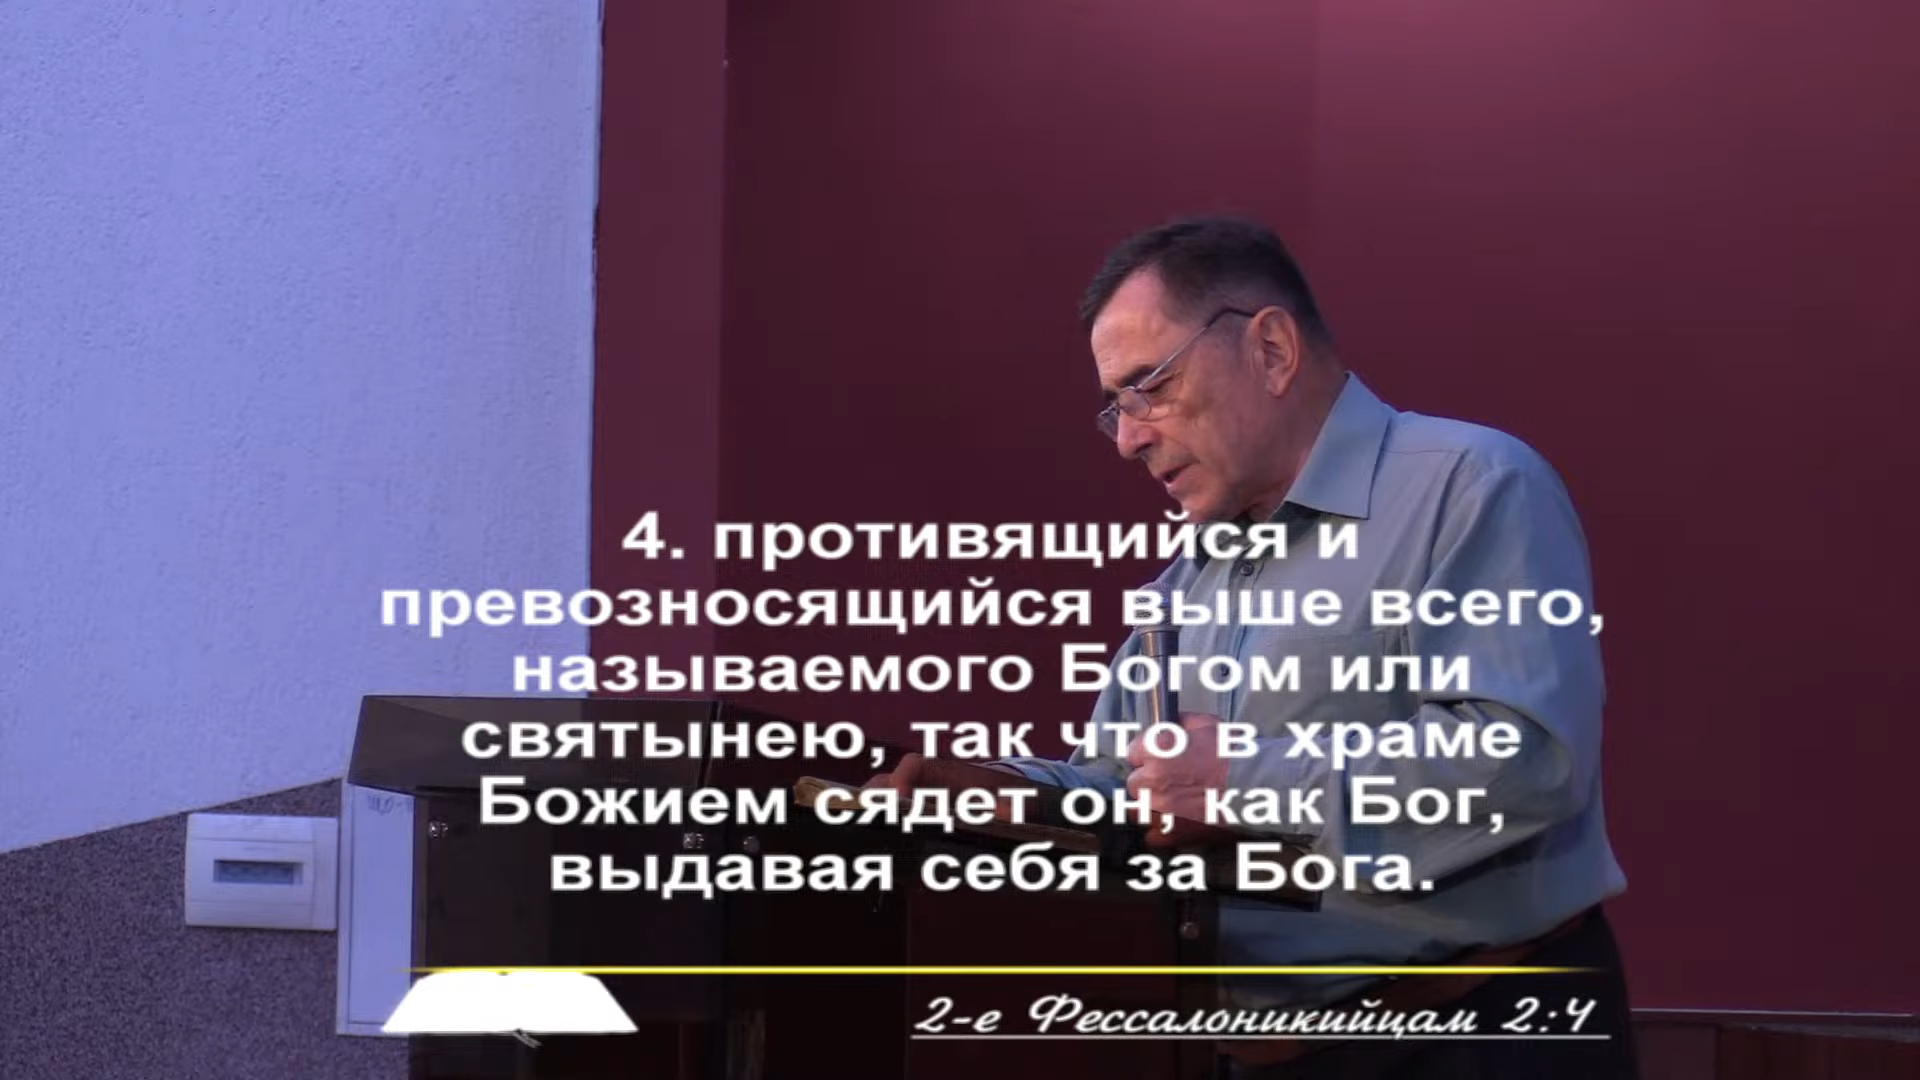 4. противящийся и
превозносящийся выше всего,
называемого Богом или
святынею, так что в храме
Божием сядет он, как Бог,
выдавая себя за Бога.
2-е Фессалоникийцам 2:4